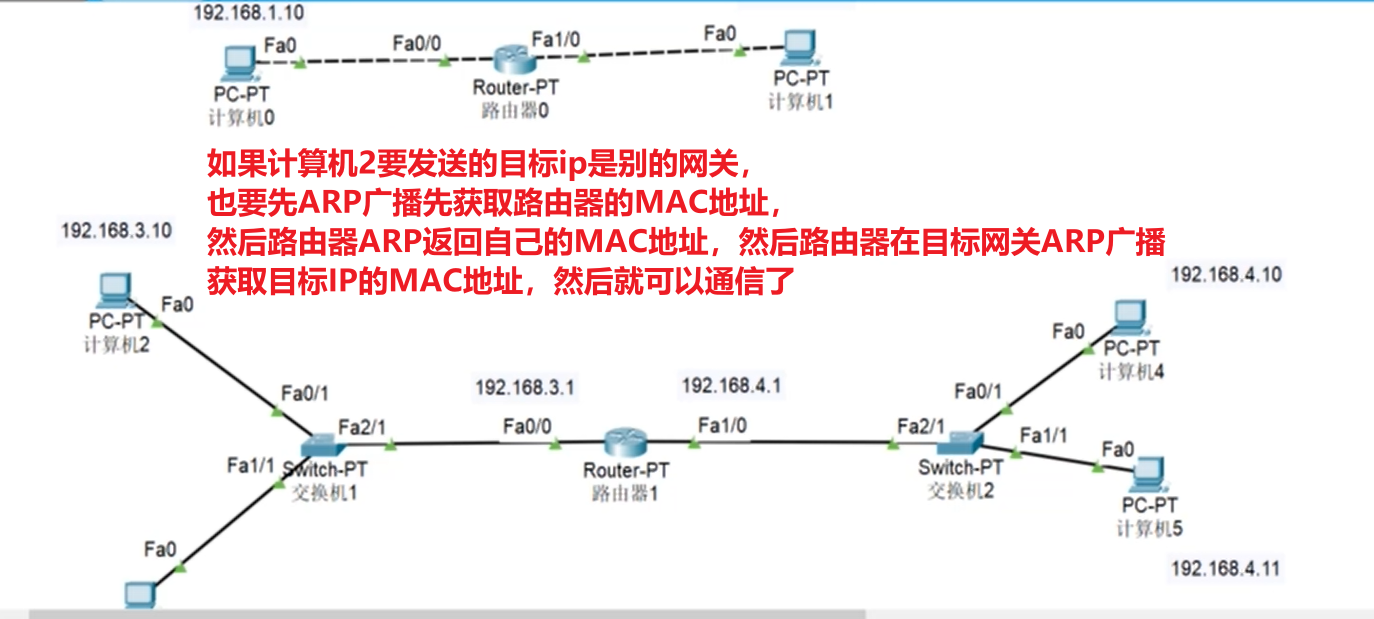 192.168.1.10
Fa0
Fa0/0
Fa1/0
Fa0
PC-PT
计算机0
Router-PT
路由器0
PC-PT
计算机1
如果计算机2要发送的目标ip是别的网关，
也要先ARP广播先获取路由器的MAC地址，
然后路由器ARP返回自己的MAC地址，然后路由器在目标网关ARP广播
获取目标IP的MAC地址，然后就可以通信了
192.168.3.10
192.168.4.10
Fa0
PC-PT
计算机2
Fa0
PC-PT
计算机4
Fa0/1
192.168.3.1
192.168.4.1
Fa0/1
Fa2/1
Fa0/0
Fa1/0
Fa2/1
Fa1/1
Fa0
Fa1/1
Switch-PT
交换机1
Router-PT
路由器1
Switch-PT
交换机2
PC-PT
计算机5
Fa0
192.168.4.11